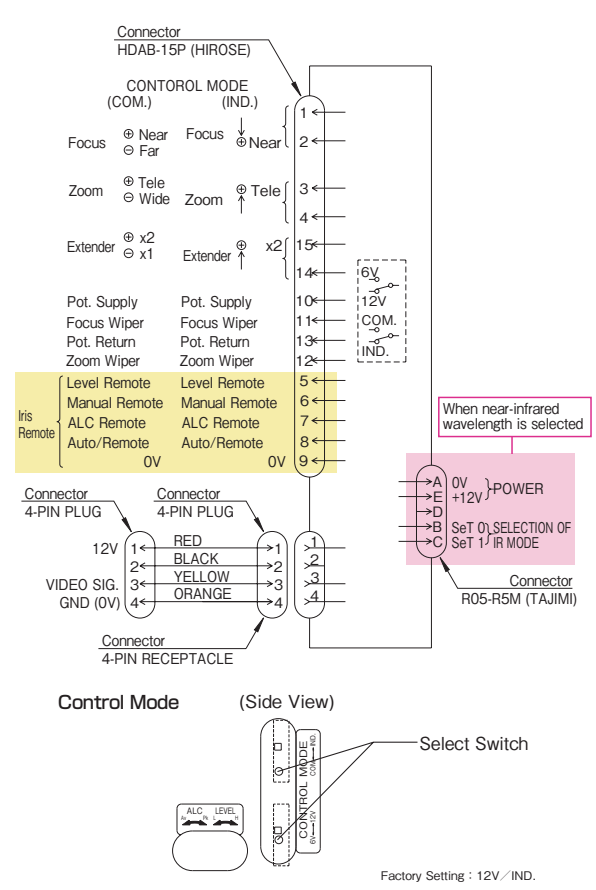 Connector
HDAB-15P (HIROSE)
CONTOROL MODE
(COM.) (IND.)
Focus ⊕ Near
⊖ Far
Focus ⊕ Near
1
2
Zoom ⊕ Tele
⊖ Wide
Zoom ⊕ Tele
3
4
Extender ⊕ x2
⊖ x1
Extender ⊕ x2
15
14
6V
12V
COM.
IND.
Pot. Supply Pot. Supply 10
Focus Wiper Focus Wiper 11
Pot. Return Pot. Return 13
Zoom Wiper Zoom Wiper 12
Iris
Remote
Level Remote Level Remote 5
Manual Remote Manual Remote 6
ALC Remote ALC Remote 7
Auto/Remote Auto/Remote 8
0V 0V 9
When near-infrared
wavelength is selected
A 0V
E +12V
POWER
D
B SeT 0
C SeT 1
SELECTION OF
IR MODE
Connector
R05-R5M (TAJIMI)
Connector
4-PIN PLUG
Connector
4-PIN PLUG
12V 1 RED 1 1
2 BLACK 2 2
VIDEO SIG. 3 YELLOW 3 3
GND (0V) 4 ORANGE 4 4
Connector
4-PIN RECEPTACLE
Control Mode (Side View)
Select Switch
CONTROL MODE
COM. IND.
6V 12V
ALC LEVEL
Av Pk L H
Factory Setting : 12V／IND.